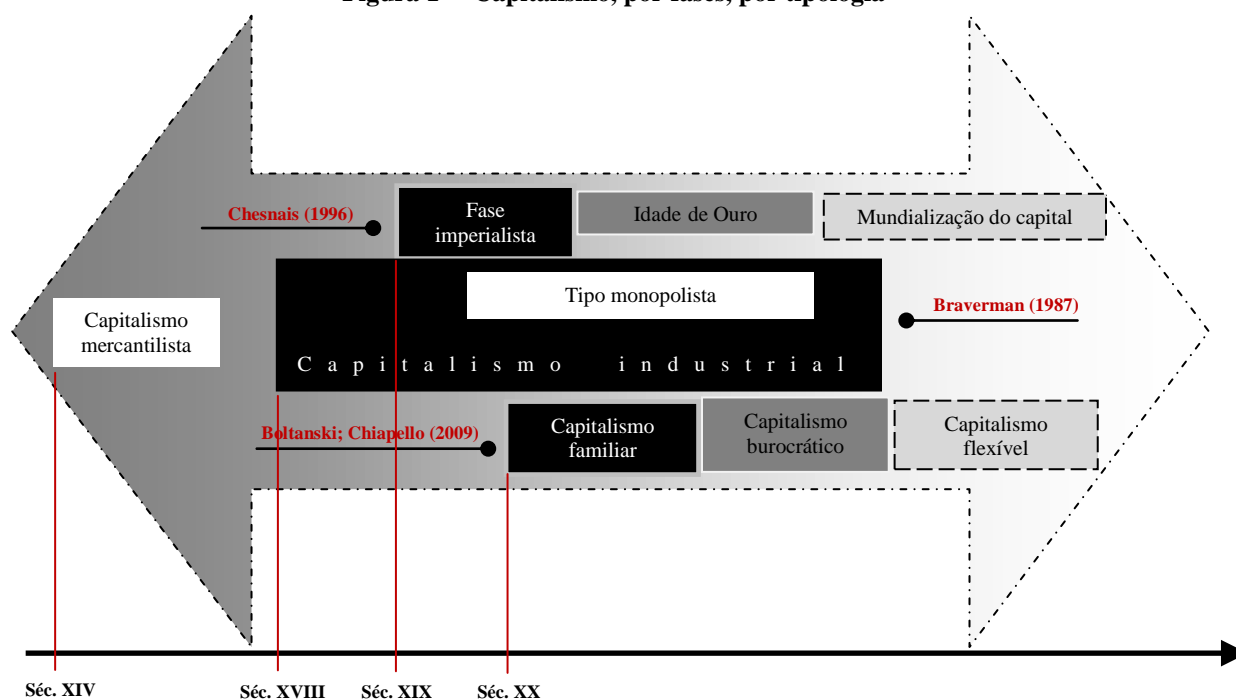 Figura 1 – Capitalismo, por fases, por tipologia
Chesnais (1996)
Fase
imperialista
Idade de Ouro
Mundialização do capital
Tipo monopolista
Braverman (1987)
Capitalismo
mercantilista
Capitalismo industrial
Boltanski; Chiapello (2009)
Capitalismo
familiar
Capitalismo
burocrático
Capitalismo
flexível
Séc. XIV
Séc. XVIII
Séc. XIX
Séc. XX